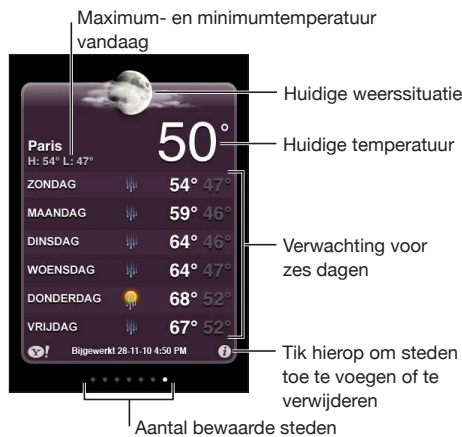 Maximum- en minimumtemperatuur
vandaag
Huidige weerssituatie
Paris
H: 54° L: 47°
50°
Huidige temperatuur
ZONDAG 54° 47°
MAANDAG 59° 46°
DINSDAG 64° 46°
WOENSDAG 64° 47°
DONDERDAG 68° 52°
VRIJDAG 67° 52°
Verwachting voor
zes dagen
Y! Bijgewerkt 28-11-10 4:50 PM i
Tik hierop om steden
toe te voegen of te
verwijderen
Aantal bewaarde steden